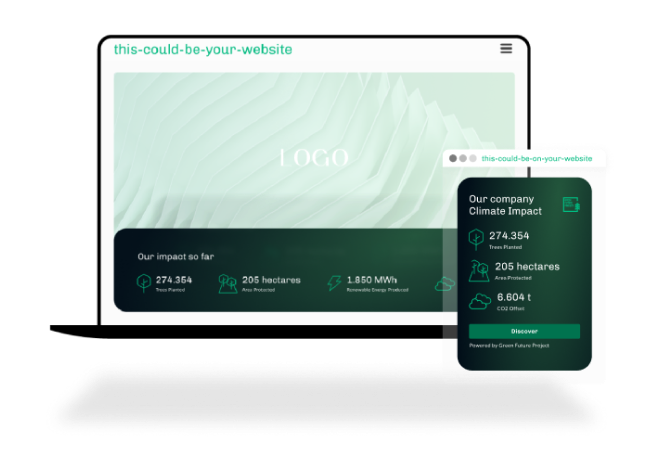 this-could-be-your-website
LOGO
Our impact so far
274.354
Trees Planted
205 hectares
Area Protected
1.850 MWh
Renewable Energy Produced
this-could-be-on-your-website
Our company
Climate Impact
274.354
Trees Planted
205 hectares
Area Protected
6.604 t
CO2 Offset
Discover
Powered by Green Future Project